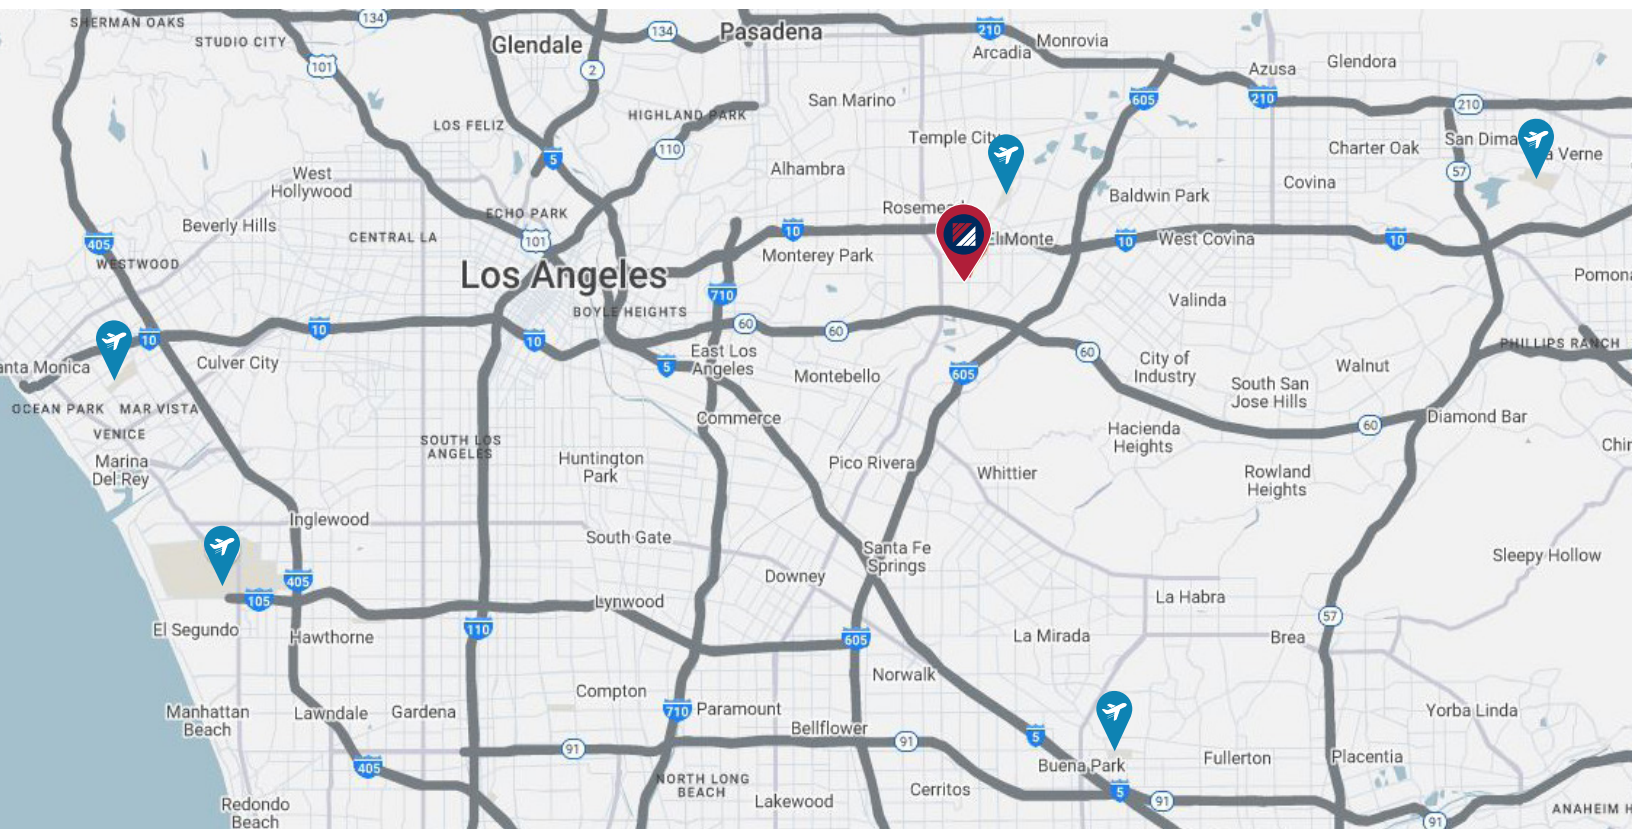 SHERMAN OAKS
134
STUDIO CITY
101
Glendale
134
Pasadena
2
210
Arcadia
Monrovia
Azusa
Glendora
605
210
210
San Marino
HIGHLAND PARK
LOS FELIZ
110
5
Temple City
Alhambra
Charter Oak
San Dima
a Verne
57
Covina
West
Hollywood
Baldwin Park
Rosemead
Beverly Hills
ECHO PARK
CENTRAL LA
101
405
WESTWOOD
10
El Monte
10
West Covina
10
Monterey Park
Los Angeles
Pomona
710
BOYLE HEIGHTS
Valinda
60
60
10
10
10
60
PHILLIPS RANCH
anta Monica
Culver City
5
East Los
Angeles
Montebello
605
City of
Industry
Walnut
South San
Jose Hills
OCEAN PARK
MAR VISTA
VENICE
Commerce
60
Diamond Bar
Hacienda
Heights
SOUTH LOS
ANGELES
Marina
Del Rey
Huntington
Park
Pico Rivera
Whittier
Rowland
Heights
Chin
Inglewood
South Gate
Santa Fe
Springs
Sleepy Hollow
Downey
405
105
Lynwood
La Habra
57
El Segundo
Hawthorne
110
605
La Mirada
Brea
Norwalk
Compton
710
Paramount
Manhattan
Beach
Lawndale
Gardena
Bellflower
Yorba Linda
91
91
5
405
Buena Park
Fullerton
Placentia
NORTH LONG
BEACH
Lakewood
Cerritos
5
91
Redondo
Beach
91
ANAHEIM H